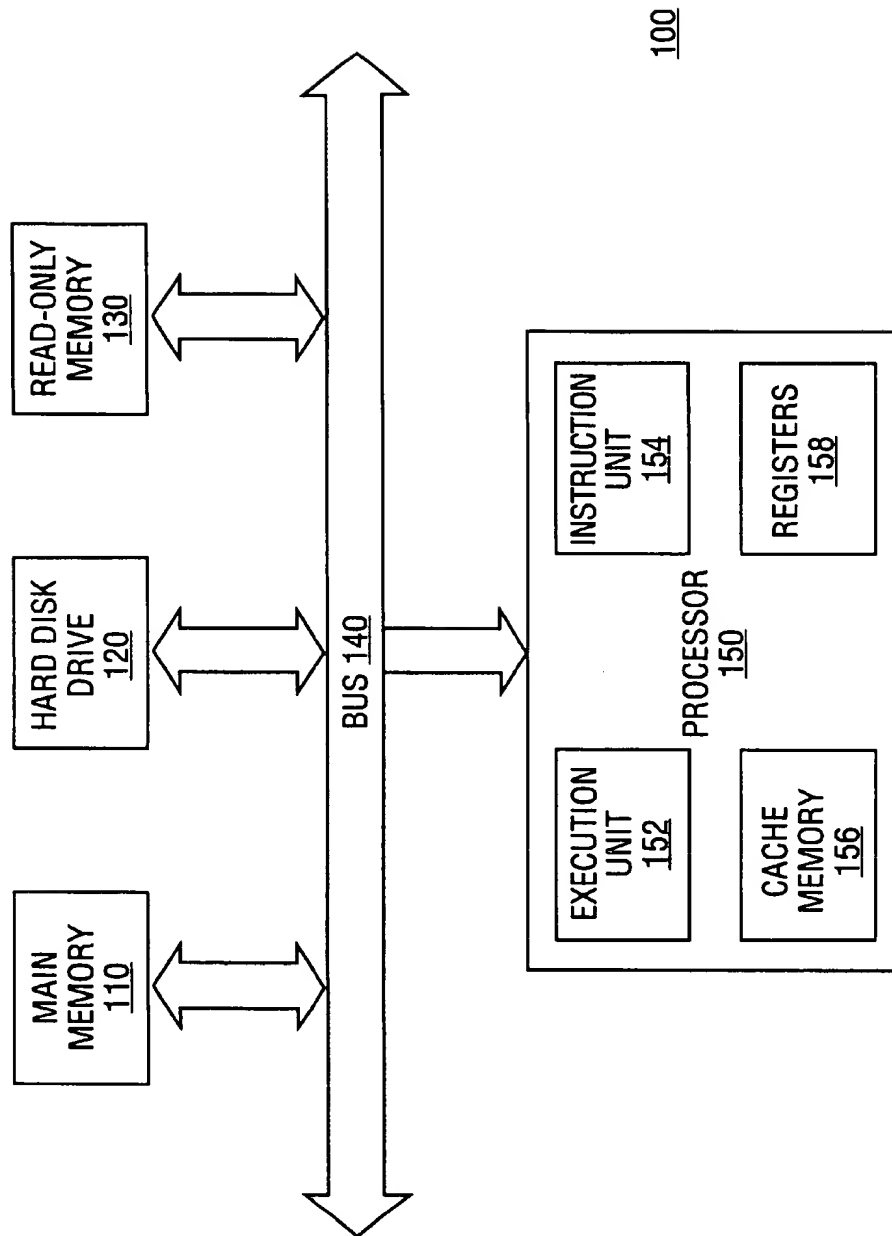 MAIN
MEMORY
110
HARD DISK
DRIVE
120
READ-ONLY
MEMORY
130
BUS 140
EXECUTION
UNIT
152
INSTRUCTION
UNIT
154
PROCESSOR
150
CACHE
MEMORY
156
REGISTERS
158
100